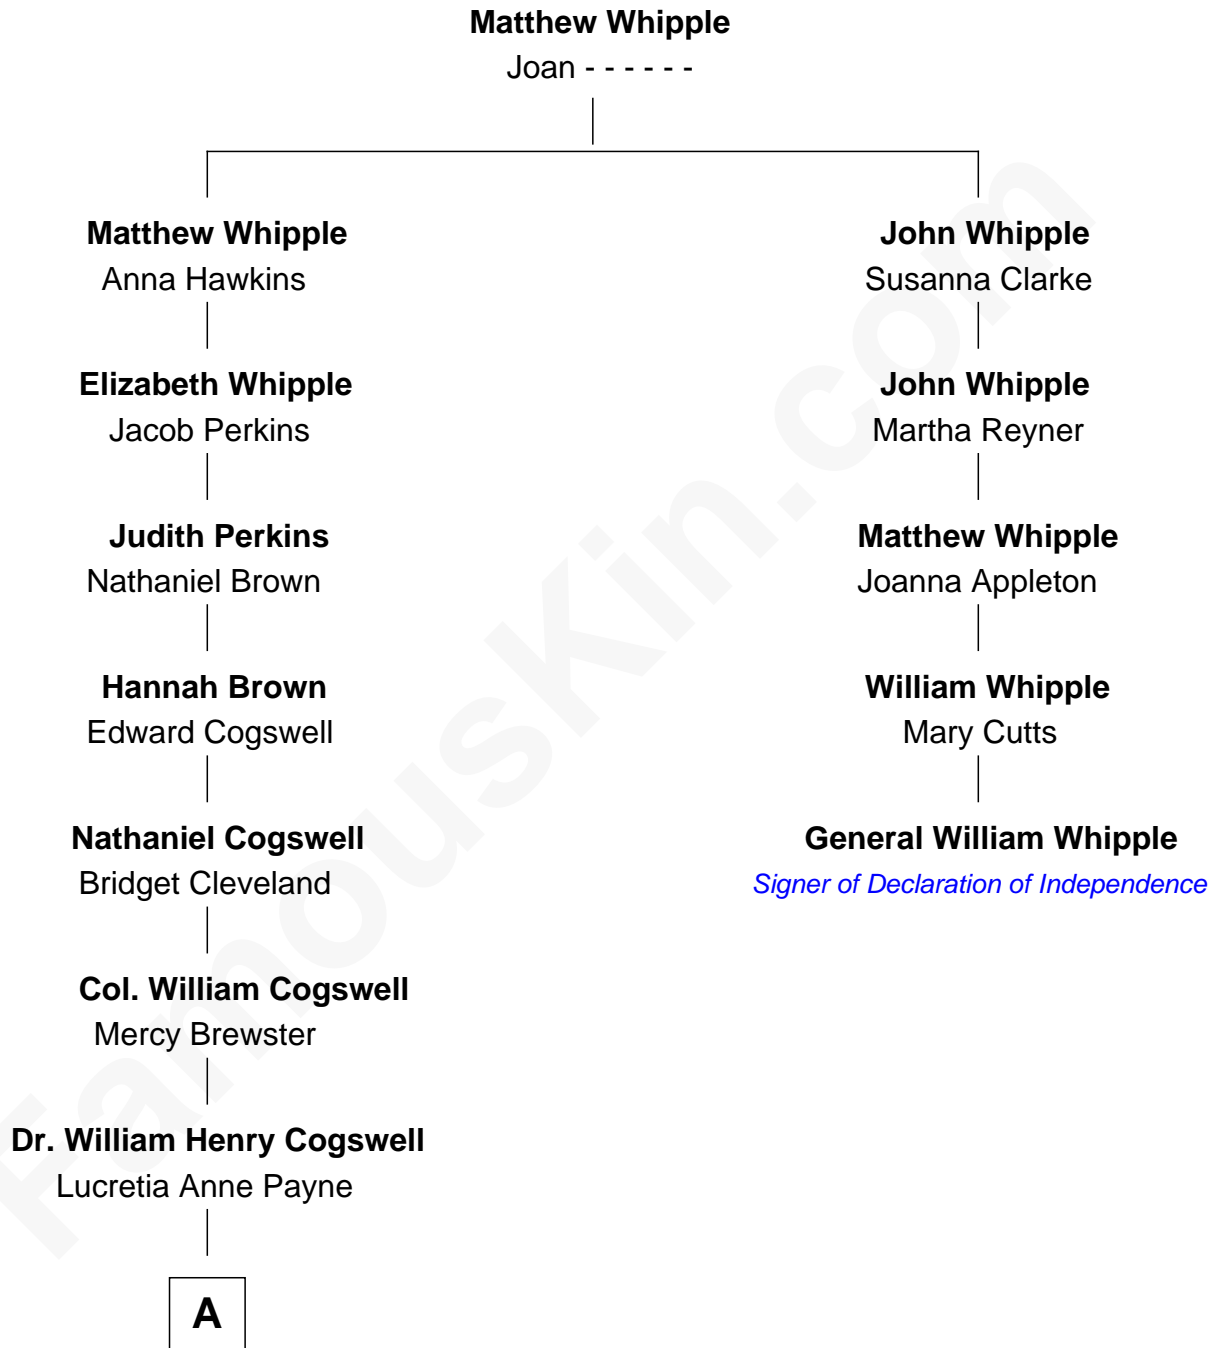 Matthew Whipple
Joan - - - - - -
Matthew Whipple
Anna Hawkins
John Whipple
Susanna Clarke
Elizabeth Whipple
Jacob Perkins
John Whipple
Martha Reyner
Judith Perkins
Nathaniel Brown
Matthew Whipple
Joanna Appleton
Hannah Brown
Edward Cogswell
William Whipple
Mary Cutts
Nathaniel Cogswell
Bridget Cleveland
General William Whipple
Signer of Declaration of Independence
Col. William Cogswell
Mercy Brewster
Dr. William Henry Cogswell
Lucretia Anne Payne
A
FamousKin.com